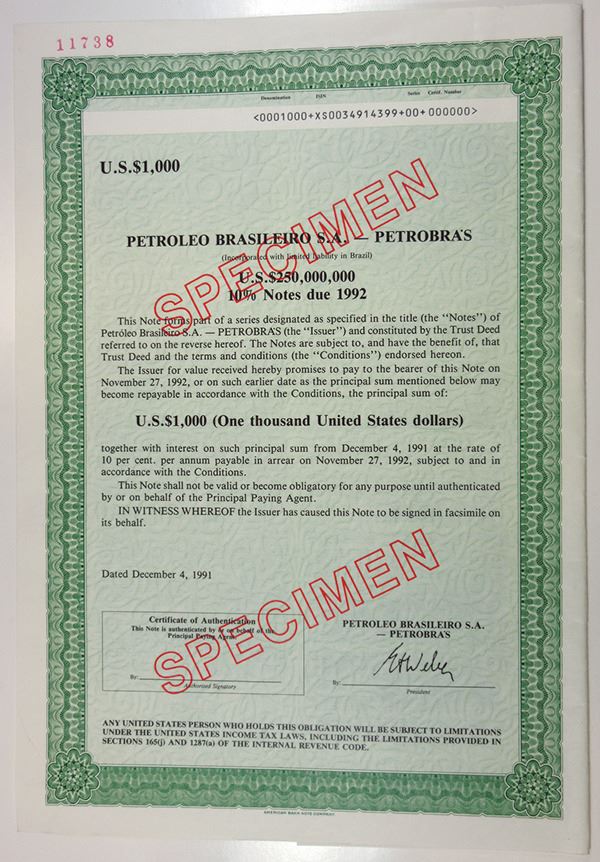 11738
Denomination ISIN Series Certif. Number
<0001000+XS0034914399+00+000000>
U.S.$1,000
SPECIMEN
PETROLEO BRASILEIRO S.A. — PETROBRÁS
(Incorporated with limited liability in Brazil)
U.S.$250,000,000
10% Notes due 1992
This Note forms part of a series designated as specified in the title (the "Notes") of
Petróleo Brasileiro S.A. — PETROBRÁS (the "Issuer") and constituted by the Trust Deed
referred to on the reverse hereof. The Notes are subject to, and have the benefit of, that
Trust Deed and the terms and conditions (the "Conditions") endorsed hereon.
The Issuer for value received hereby promises to pay to the bearer of this Note on
November 27, 1992, or on such earlier date as the principal sum mentioned below may
become repayable in accordance with the Conditions, the principal sum of:
U.S.$1,000 (One thousand United States dollars)
together with interest on such principal sum from December 4, 1991 at the rate of
10 per cent. per annum payable in arrear on November 27, 1992, subject to and in
accordance with the Conditions.
This Note shall not be valid or become obligatory for any purpose until authenticated
by or on behalf of the Principal Paying Agent.
IN WITNESS WHEREOF the Issuer has caused this Note to be signed in facsimile on
its behalf.
SPECIMEN
Dated December 4, 1991
Certificate of Authentication
This Note is authenticated by or on behalf of the
Principal Paying Agent.
By:
Authorised Signatory
PETROLEO BRASILEIRO S.A.
— PETROBRÁS
By:
President
ANY UNITED STATES PERSON WHO HOLDS THIS OBLIGATION WILL BE SUBJECT TO LIMITATIONS
UNDER THE UNITED STATES INCOME TAX LAWS, INCLUDING THE LIMITATIONS PROVIDED IN
SECTIONS 165(j) AND 1287(a) OF THE INTERNAL REVENUE CODE.
AMERICAN BANK NOTE COMPANY